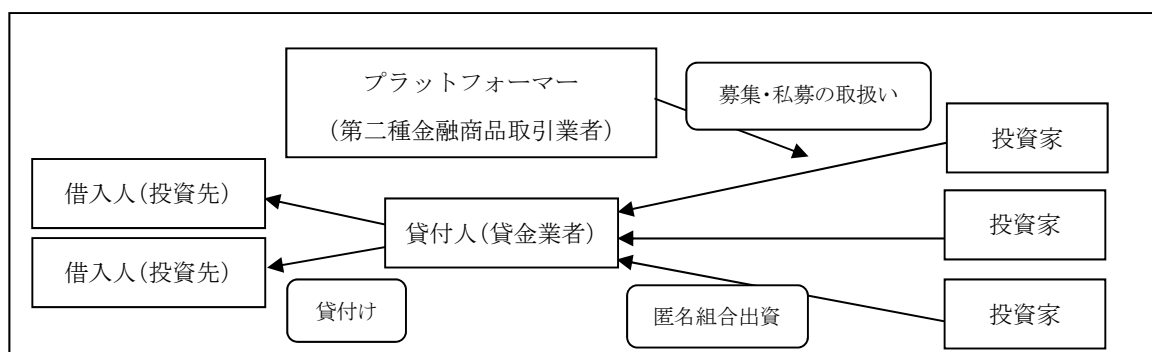 プラットフォーマー
（第二種金融商品取引業者）
募集・私募の取扱い
投資家
借入人（投資先）
貸付人（貸金業者）
投資家
借入人（投資先）
貸付け
匿名組合出資
投資家